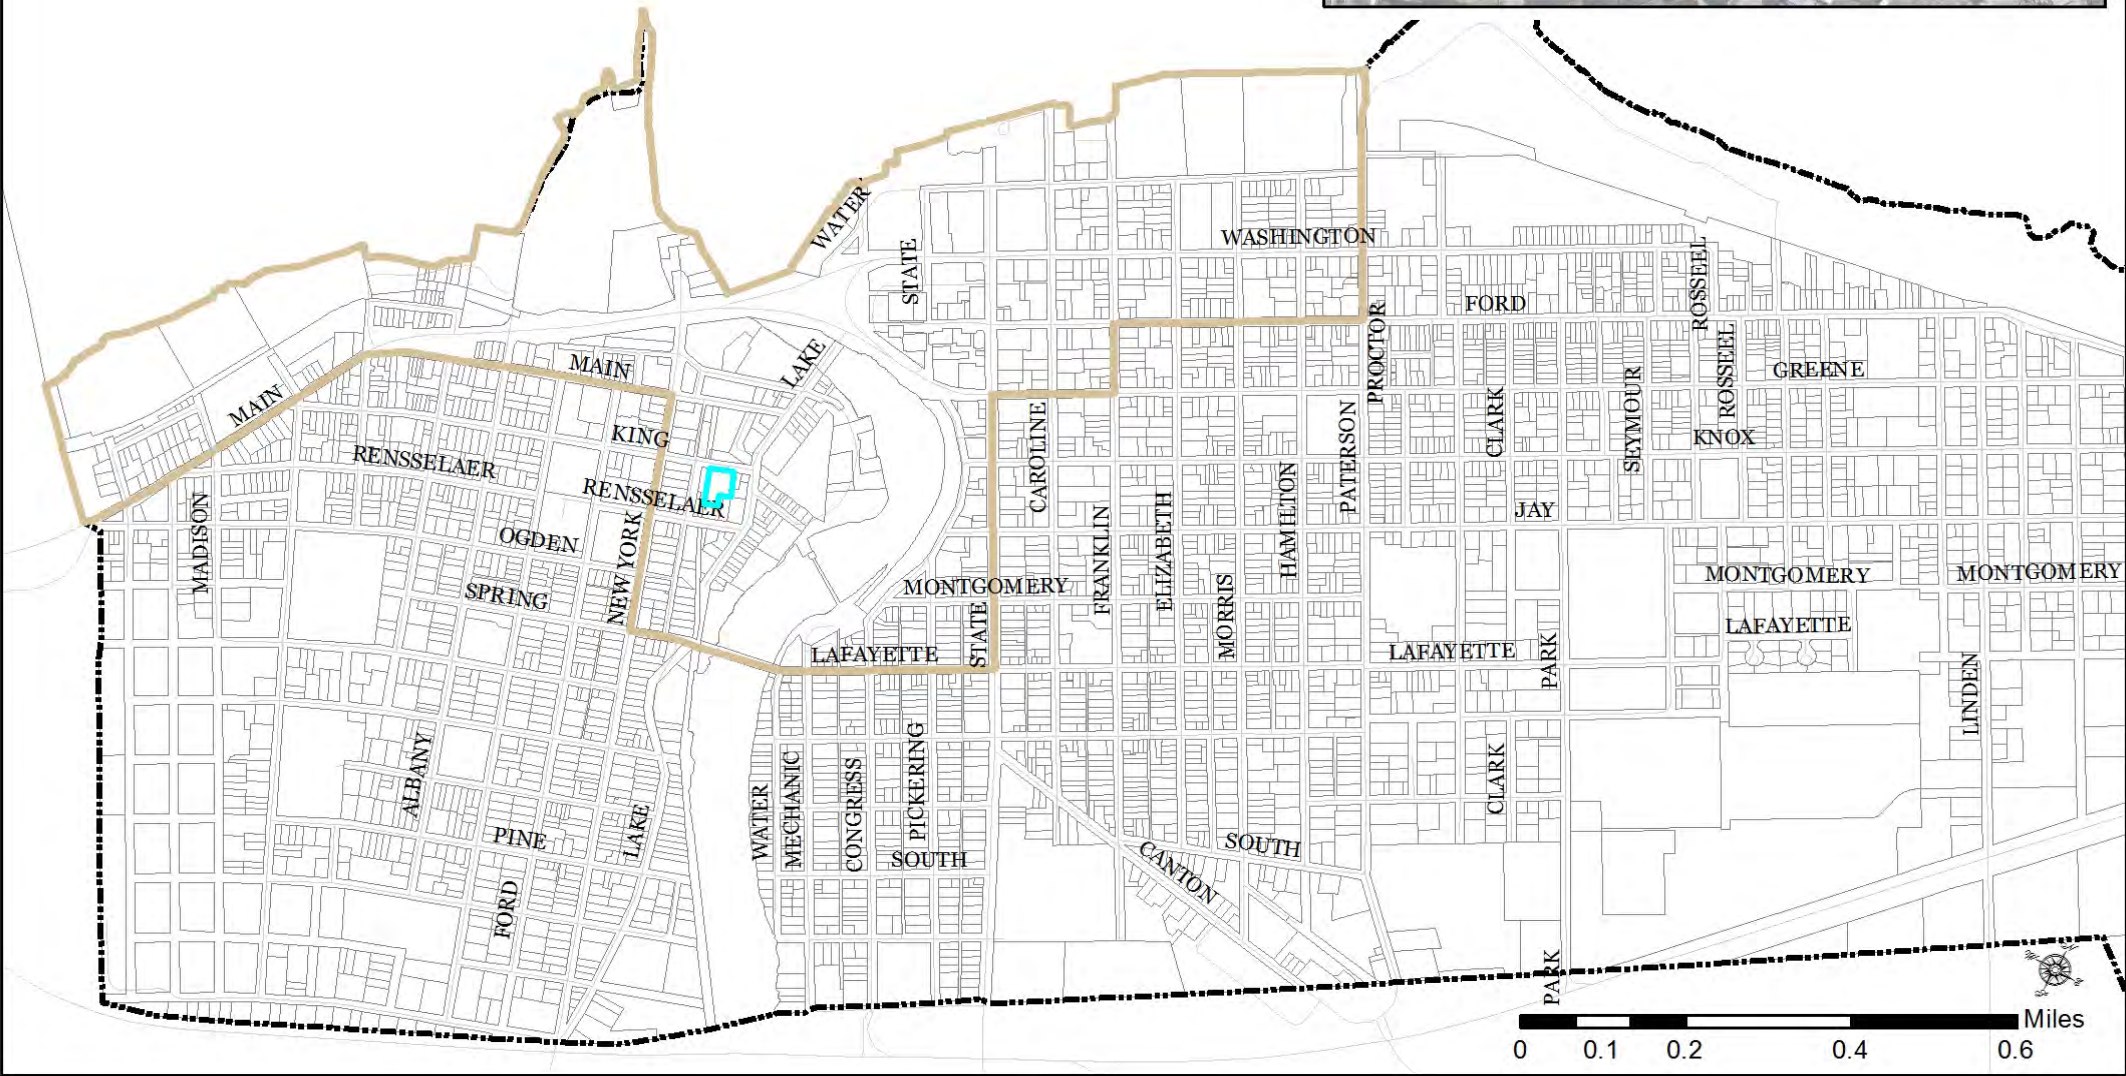 WATER
STATE
WASHINGTON
FORD
ROSSEEL
PROCTOR
MAIN
LAKE
MAIN
KING
RENSSELAER
RENSSELAER
GREENE
ROSSEEL
CLARK
SEYMOUR
KNOX
CAROLINE
PATERSON
HAMILTON
ELIZABETH
FRANKLIN
JAY
MADISON
OGDEN
NEW YORK
SPRING
MONTGOMERY
MONTGOMERY
MONTGOMERY
STATE
MORRIS
LAFAYETTE
LAFAYETTE
LAFAYETTE
PARK
LINDEN
ALBANY
PICKERING
CONGRESS
MECHANIC
WATER
CLARK
LAKE
PINE
SOUTH
SOUTH
CANTON
FORD
PARK
Miles
0 0.1 0.2 0.4 0.6